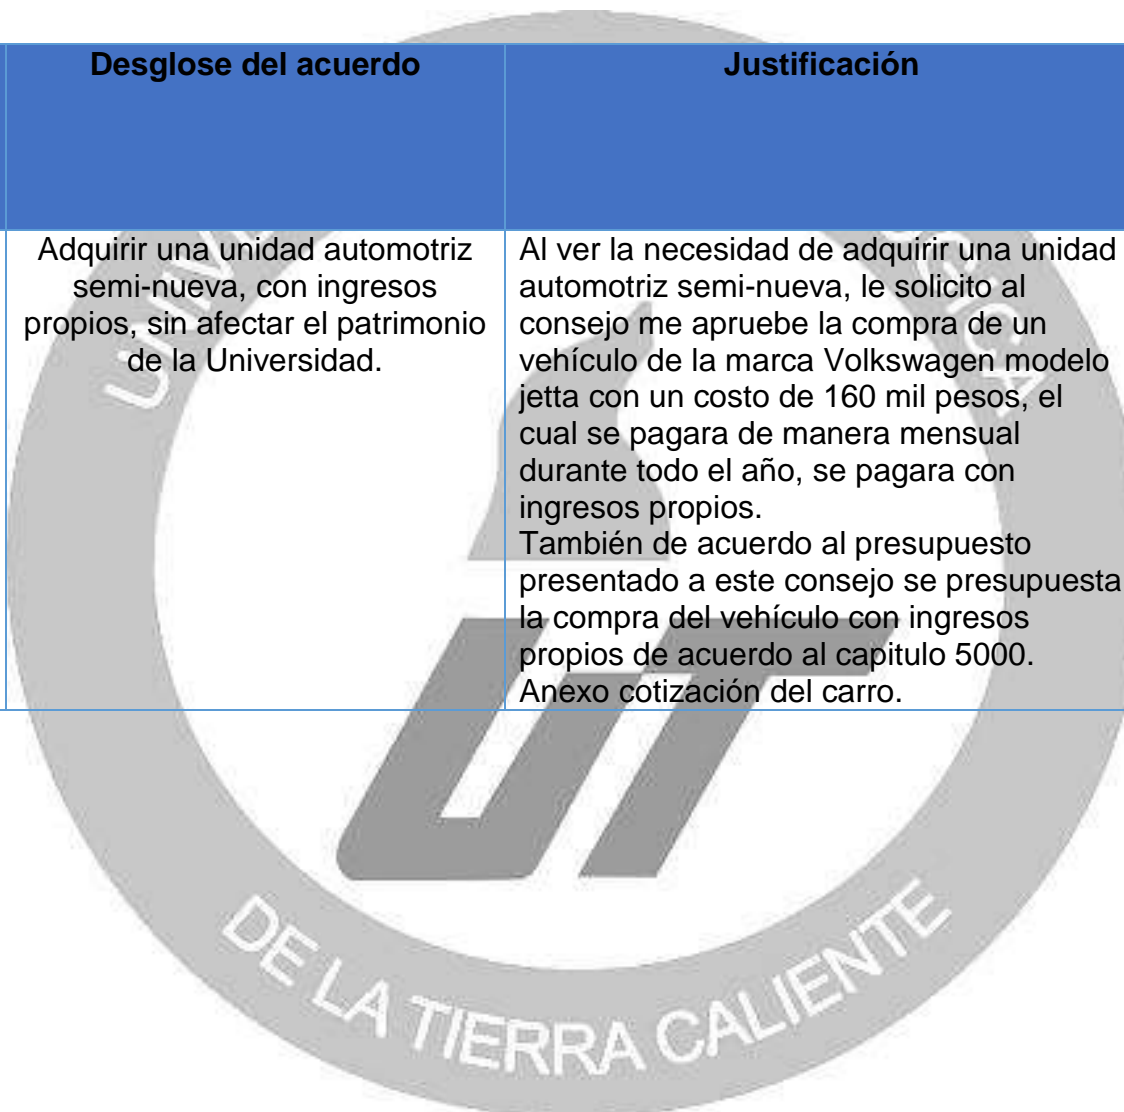 Desglose del acuerdo
Justificación
Adquirir una unidad automotriz
semi-nueva, con ingresos
propios, sin afectar el patrimonio
de la Universidad.
Al ver la necesidad de adquirir una unidad
automotriz semi-nueva, le solicito al
consejo me apruebe la compra de un
vehículo de la marca Volkswagen modelo
jetta con un costo de 160 mil pesos, el
cual se pagara de manera mensual
durante todo el año, se pagara con
ingresos propios.
También de acuerdo al presupuesto
presentado a este consejo se presupuesta
la compra del vehículo con ingresos
propios de acuerdo al capitulo 5000.
Anexo cotización del carro.
UT
DE LA TIERRA CALIENTE